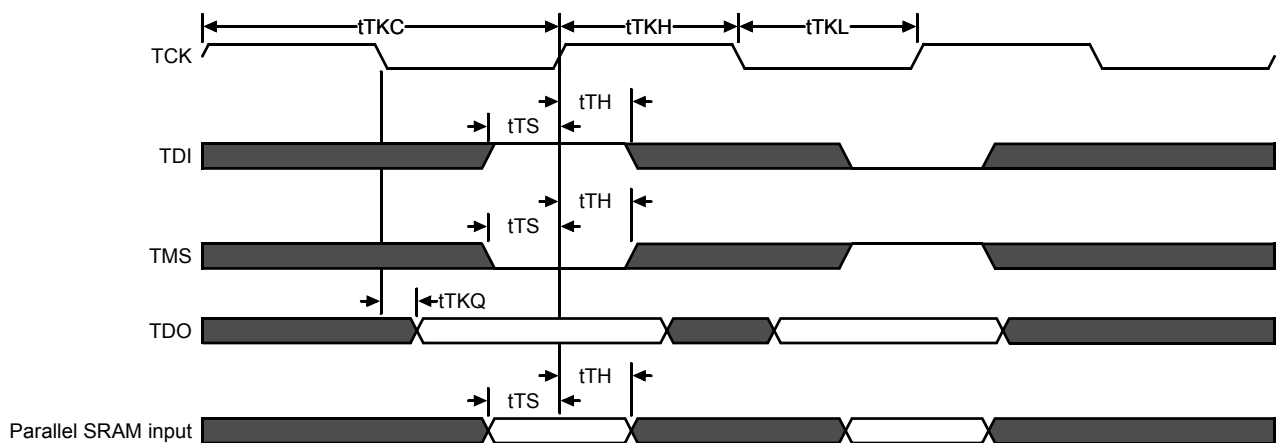 tTKC tTKH tTKL
TCK
tTH
tTS
TDI
tTH
tTS
TMS
tTKQ
TDO
tTH
tTS
Parallel SRAM input